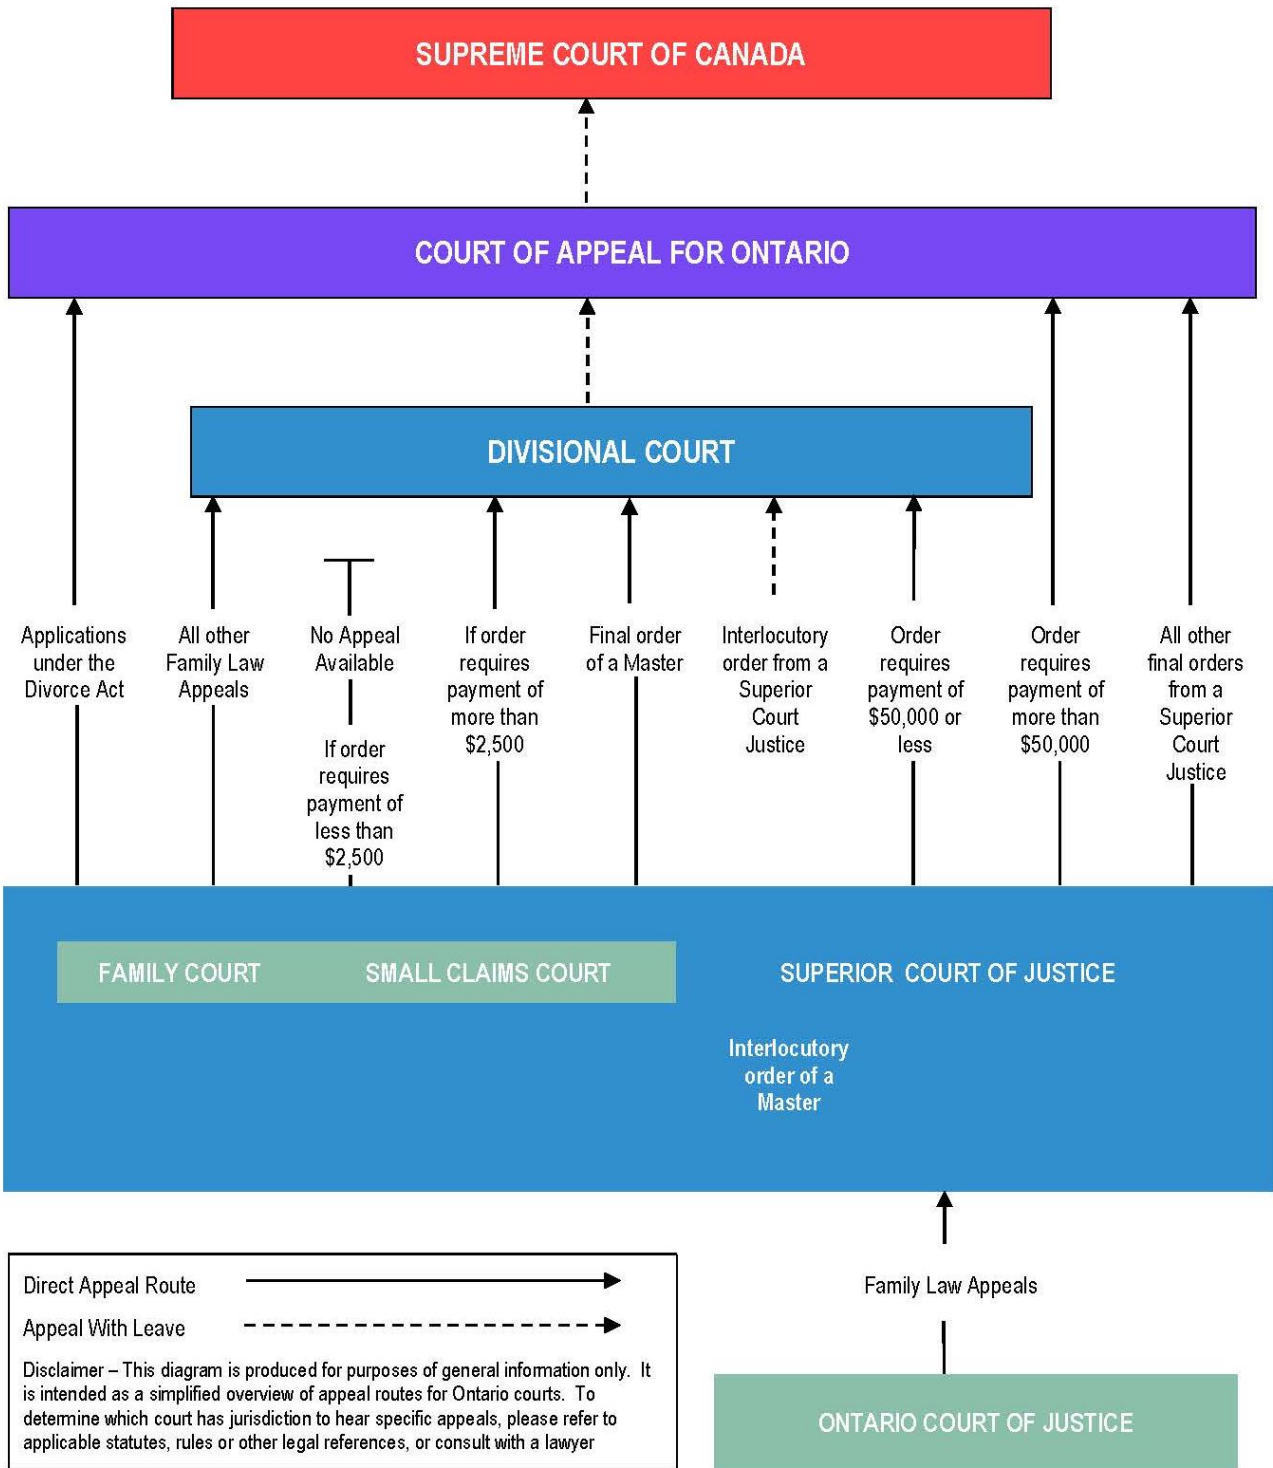 SUPREME COURT OF CANADA
COURT OF APPEAL FOR ONTARIO
DIVISIONAL COURT
Applications
under the
Divorce Act
All other
Family Law
Appeals
No Appeal
Available
If order
requires
payment of
less than
$2,500
If order
requires
payment of
more than
$2,500
Final order
of a Master
Interlocutory
order from a
Superior
Court
Justice
Order
requires
payment of
$50,000 or
less
Order
requires
payment of
more than
$50,000
All other
final orders
from a
Superior
Court
Justice
FAMILY COURT
SMALL CLAIMS COURT
SUPERIOR COURT OF JUSTICE
Interlocutory
order of a
Master
Direct Appeal Route
Appeal With Leave
Disclaimer – This diagram is produced for purposes of general information only. It
is intended as a simplified overview of appeal routes for Ontario courts. To
determine which court has jurisdiction to hear specific appeals, please refer to
applicable statutes, rules or other legal references, or consult with a lawyer
Family Law Appeals
ONTARIO COURT OF JUSTICE